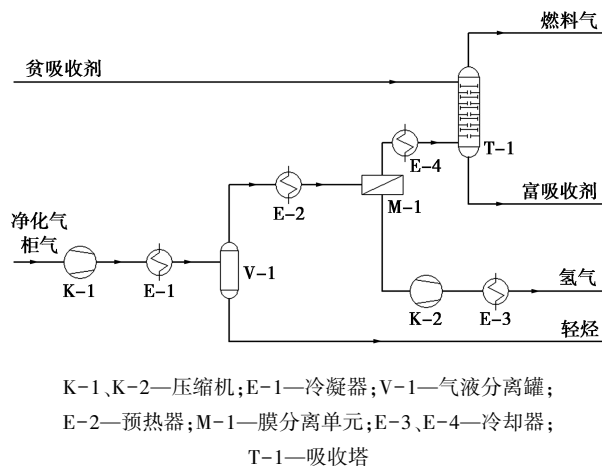 燃料气
贫吸收剂
E-4
T-1
E-2
M-1
富吸收剂
净化气
柜气
K-1
E-1
V-1
氢气
K-2
E-3
轻烃
K-1、K-2—压缩机;E-1—冷凝器;V-1—气液分离罐;
E-2—预热器;M-1—膜分离单元;E-3、E-4—冷却器;
T-1—吸收塔